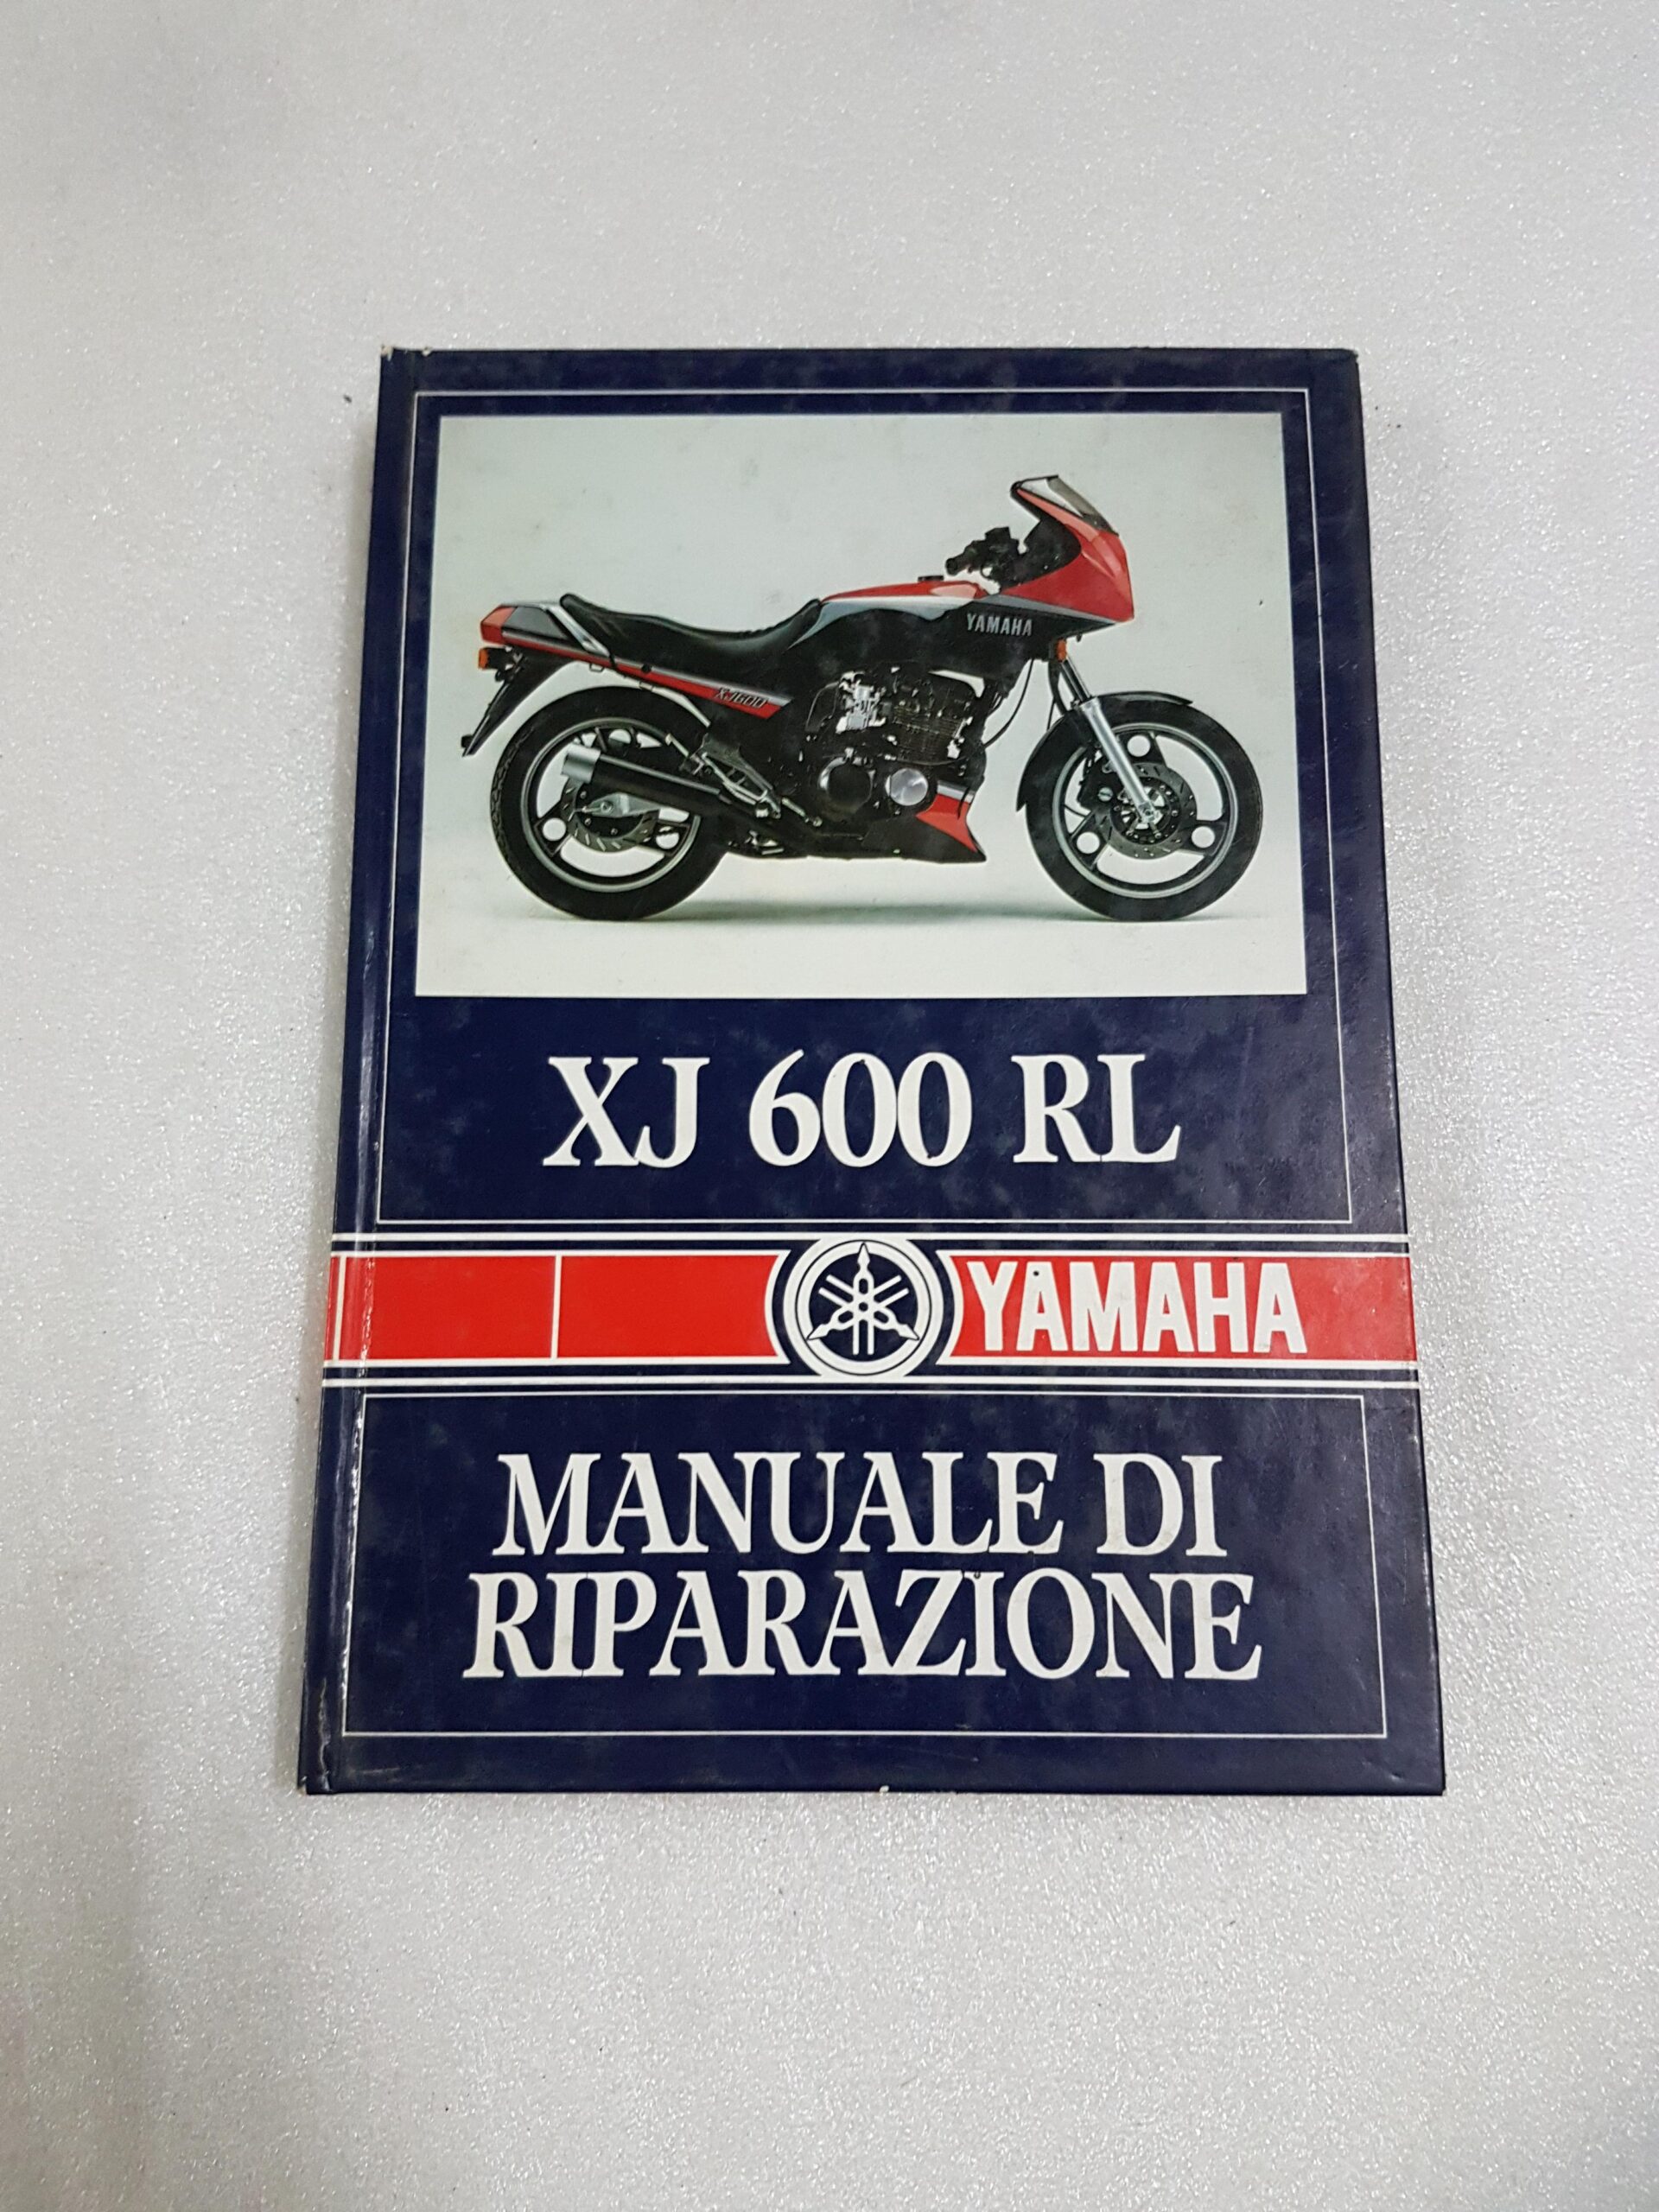 YAMAHA
XJ600
XJ 600 RL
YAMAHA
MANUALE DI
RIPARAZIONE